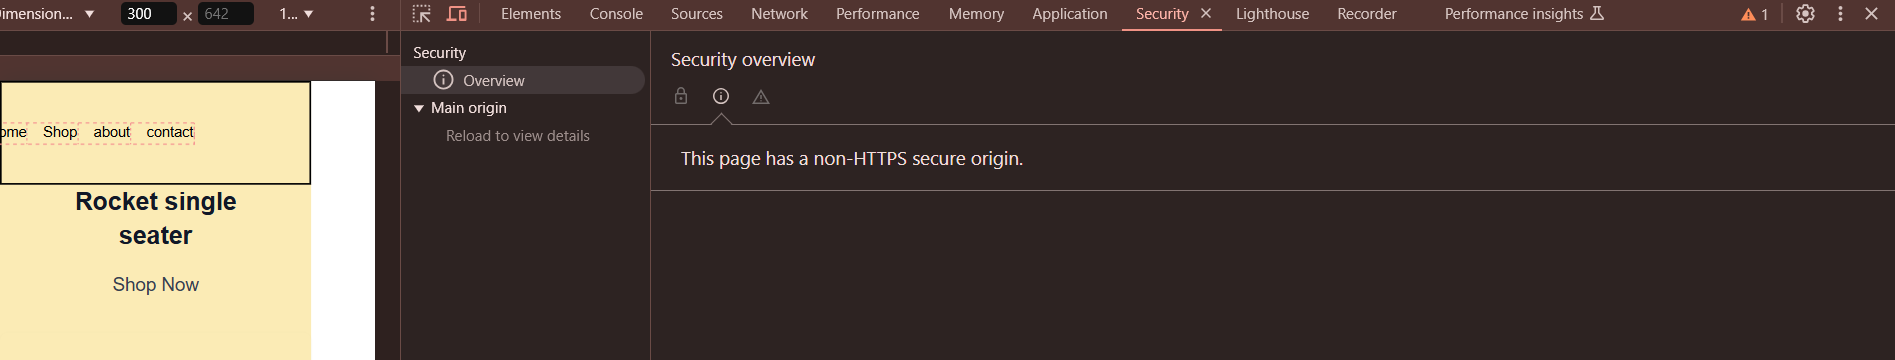 Dimension... 300 × 642 1...
Elements Console Sources Network Performance Memory Application Security Lighthouse Recorder Performance insights 1
Security
Overview
Main origin
Reload to view details
Security overview
This page has a non-HTTPS secure origin.
ome Shop about contact
Rocket single
seater
Shop Now